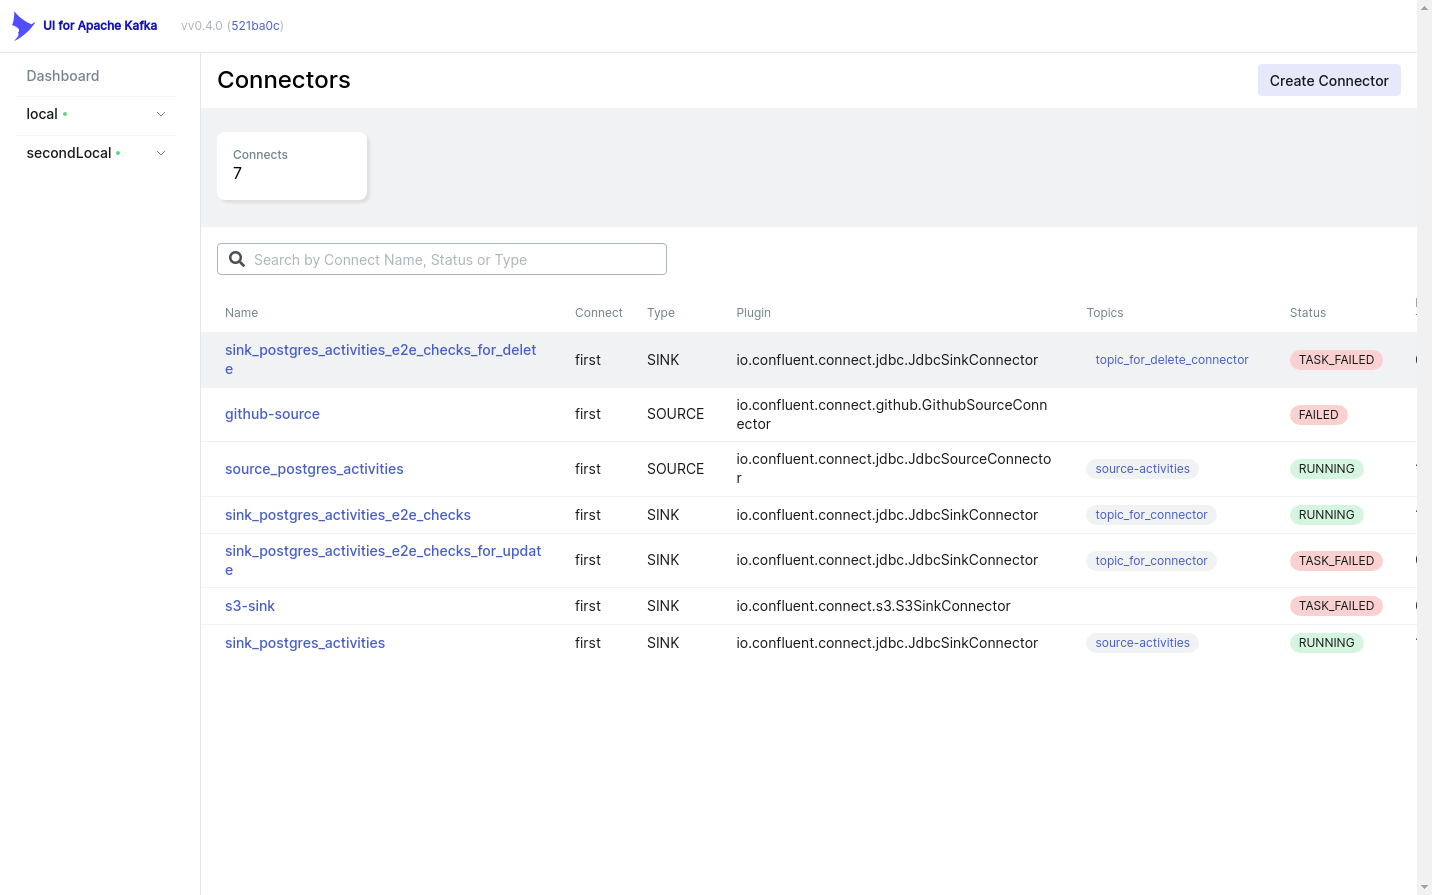 UI for Apache Kafka vv0.4.0 (521ba0c)
Dashboard
local
secondLocal
Connectors
Create Connector
Connects
7
Search by Connect Name, Status or Type
Name Connect Type Plugin Topics Status
sink_postgres_activities_e2e_checks_for_delet
e
first SINK io.confluent.connect.jdbc.JdbcSinkConnector topic_for_delete_connector TASK_FAILED
github-source first SOURCE io.confluent.connect.github.GithubSourceConn
ector
FAILED
source_postgres_activities first SOURCE io.confluent.connect.jdbc.JdbcSourceConnecto
r
source-activities RUNNING
sink_postgres_activities_e2e_checks first SINK io.confluent.connect.jdbc.JdbcSinkConnector topic_for_connector RUNNING
sink_postgres_activities_e2e_checks_for_updat
e
first SINK io.confluent.connect.jdbc.JdbcSinkConnector topic_for_connector TASK_FAILED
s3-sink first SINK io.confluent.connect.s3.S3SinkConnector TASK_FAILED
sink_postgres_activities first SINK io.confluent.connect.jdbc.JdbcSinkConnector source-activities RUNNING